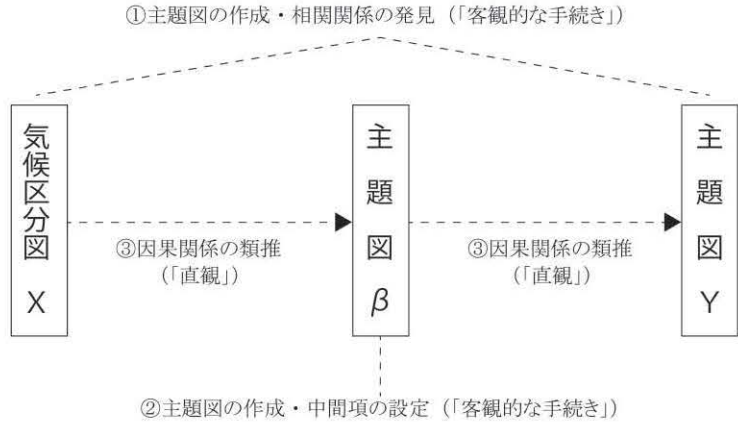 ①主題図の作成・相関関係の発見（「客観的な手続き」）
気候区分図 X
主題図 β
主題図 Y
③因果関係の類推
（「直観」）
③因果関係の類推
（「直観」）
②主題図の作成・中間項の設定（「客観的な手続き」）